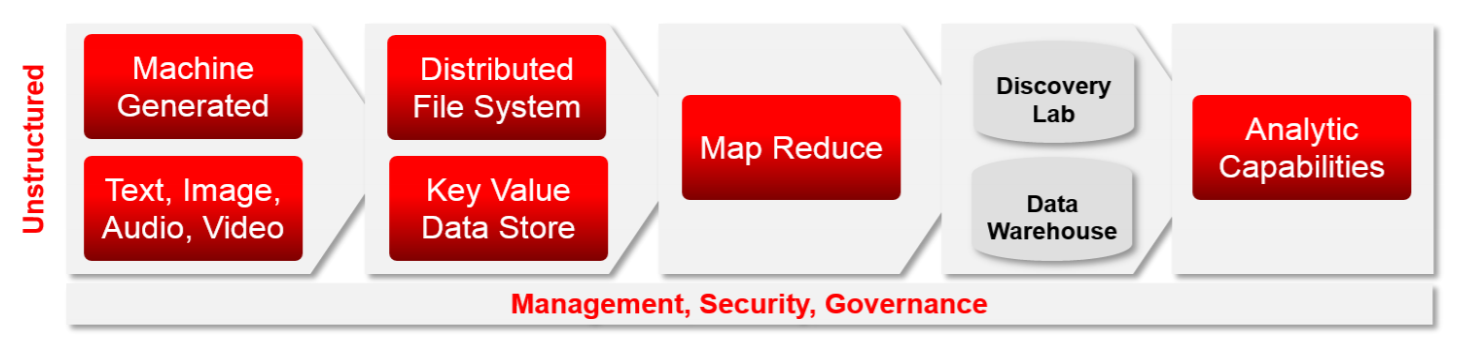 Unstructured
Machine
Generated
Text, Image,
Audio, Video
Distributed
File System
Key Value
Data Store
Map Reduce
Discovery
Lab
Data
Warehouse
Analytic
Capabilities
Management, Security, Governance